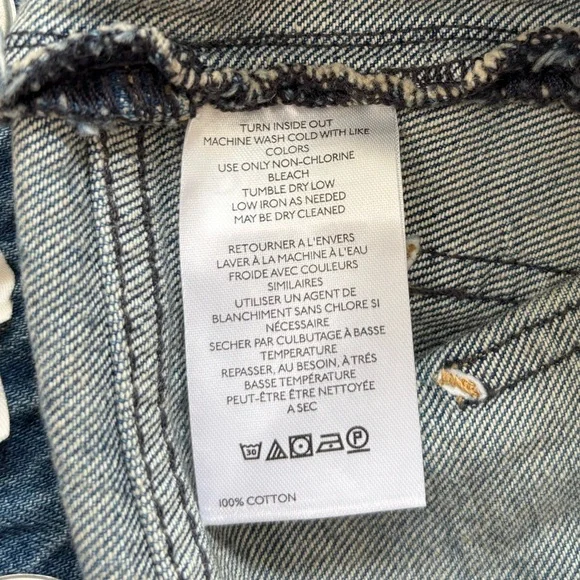 TURN INSIDE OUT
MACHINE WASH COLD WITH LIKE
COLORS
USE ONLY NON-CHLORINE
BLEACH
TUMBLE DRY LOW
LOW IRON AS NEEDED
MAY BE DRY CLEANED
RETOURNER A L'ENVERS
LAVER À LA MACHINE À L'EAU
FROIDE AVEC COULEURS
SIMILAIRES
UTILISER UN AGENT DE
BLANCHIMENT SANS CHLORE SI
NÉCESSAIRE
SECHER PAR CULBUTAGE À BASSE
TEMPERATURE
REPASSER, AU BESOIN, À TRÉS
BASSE TEMPÉRATURE
PEUT-ÊTRE ÊTRE NETTOYÉE
A SEC
30 P
100% COTTON